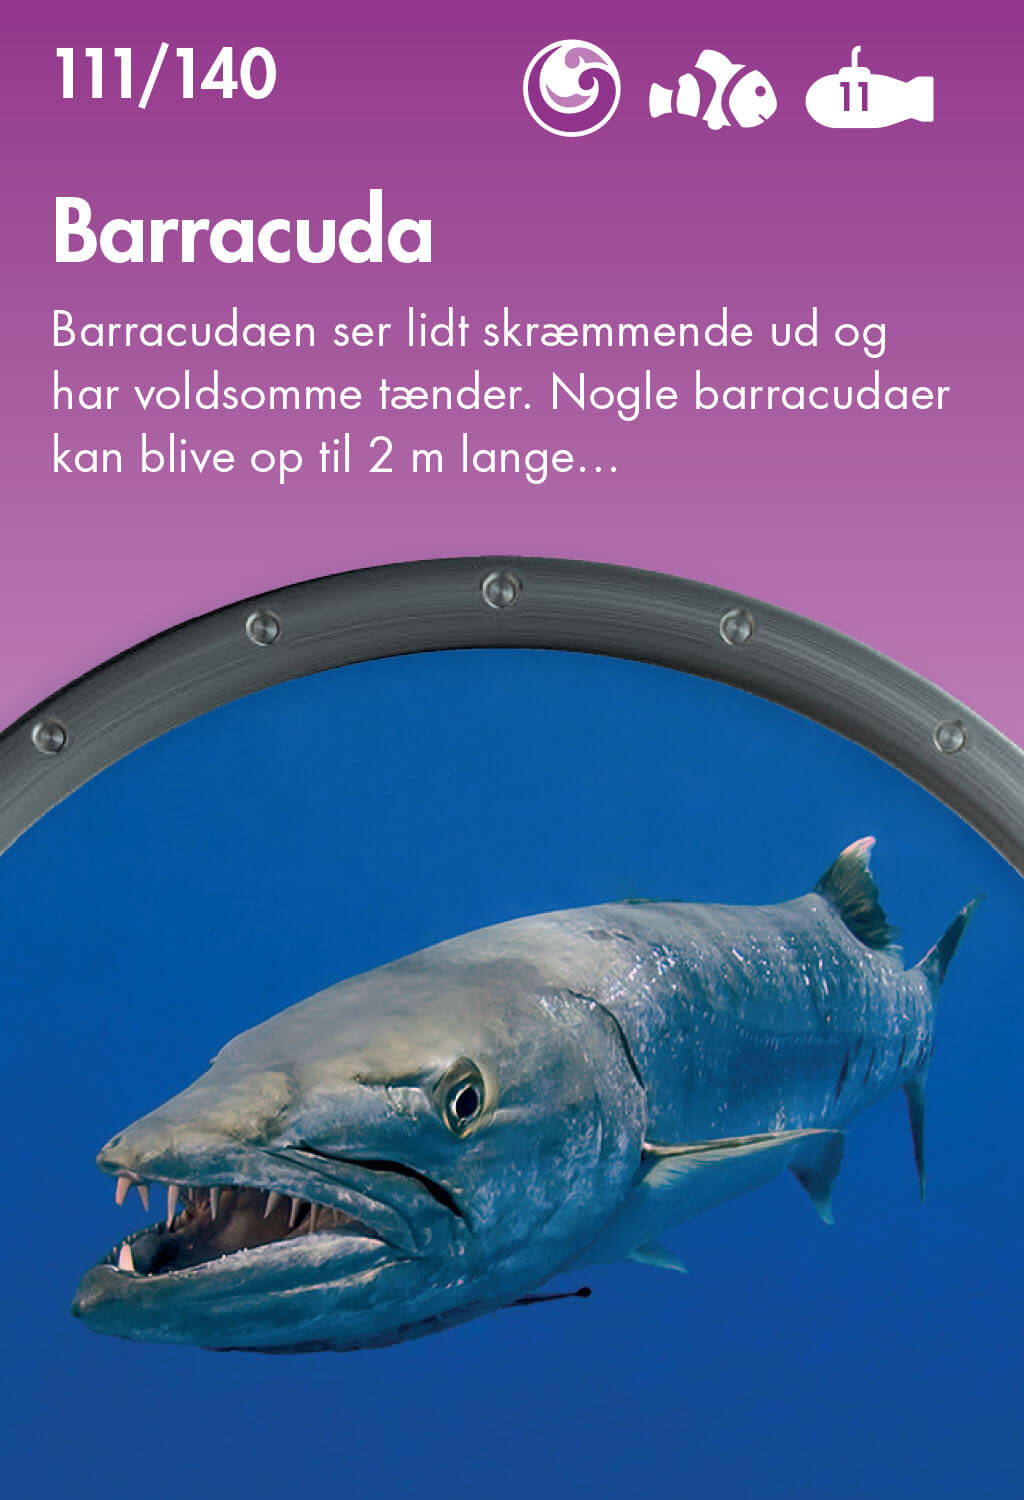 111/140
11
Barracuda
Barracudaen ser lidt skræmmende ud og
har voldsomme tænder. Nogle barracudaer
kan blive op til 2 m lange...